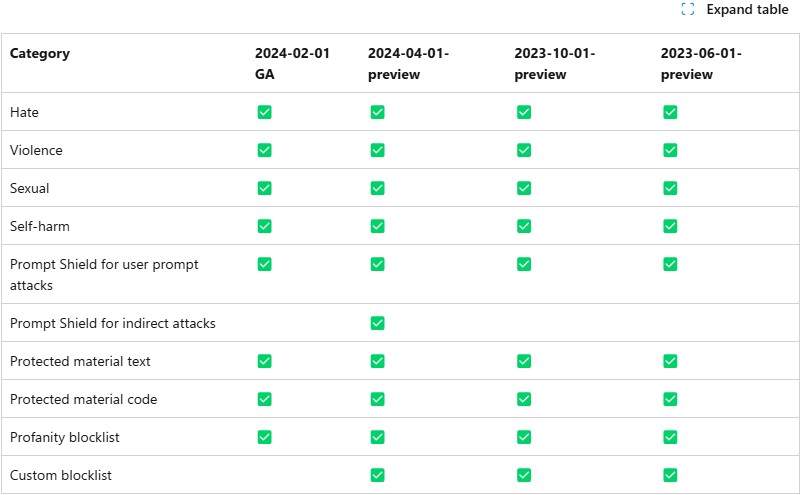 Expand table
Category 2024-02-01 GA 2024-04-01-preview 2023-10-01-preview 2023-06-01-preview
Hate
Violence
Sexual
Self-harm
Prompt Shield for user prompt
attacks
Prompt Shield for indirect attacks
Protected material text
Protected material code
Profanity blocklist
Custom blocklist